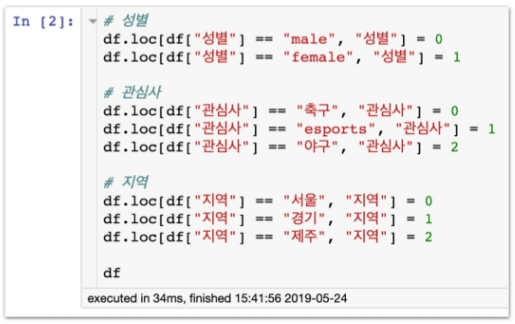 In [2]:
# 성별
df.loc[df["성별"] == "male", "성별"] = 0
df.loc[df["성별"] == "female", "성별"] = 1
# 관심사
df.loc[df["관심사"] == "축구", "관심사"] = 0
df.loc[df["관심사"] == "esports", "관심사"] = 1
df.loc[df["관심사"] == "야구", "관심사"] = 2
# 지역
df.loc[df["지역"] == "서울", "지역"] = 0
df.loc[df["지역"] == "경기", "지역"] = 1
df.loc[df["지역"] == "제주", "지역"] = 2
df
executed in 34ms, finished 15:41:56 2019-05-24